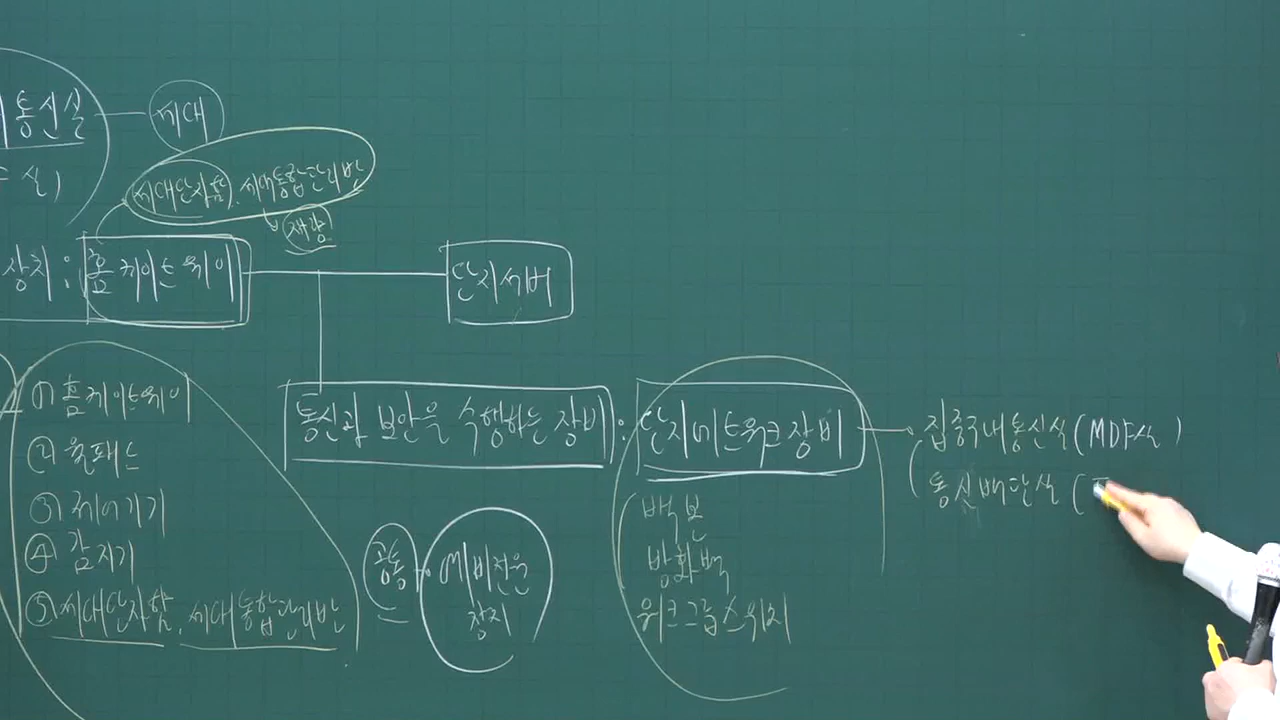 통신실 세대
실)
세대단자함, 세대통합관리반
재량
장치: 홈게이트웨이
단지서버
① 홈게이트웨이
② 월패드
③ 제어기기
④ 감지기
⑤ 세대단자함, 세대통합관리반
통신과 보안을 수행하는 장비: 단지네트워크장비
백본
방화벽
워크그룹스위치
공동 예비전원
장치
집중구내통신실(MDF실)
통신배관실(